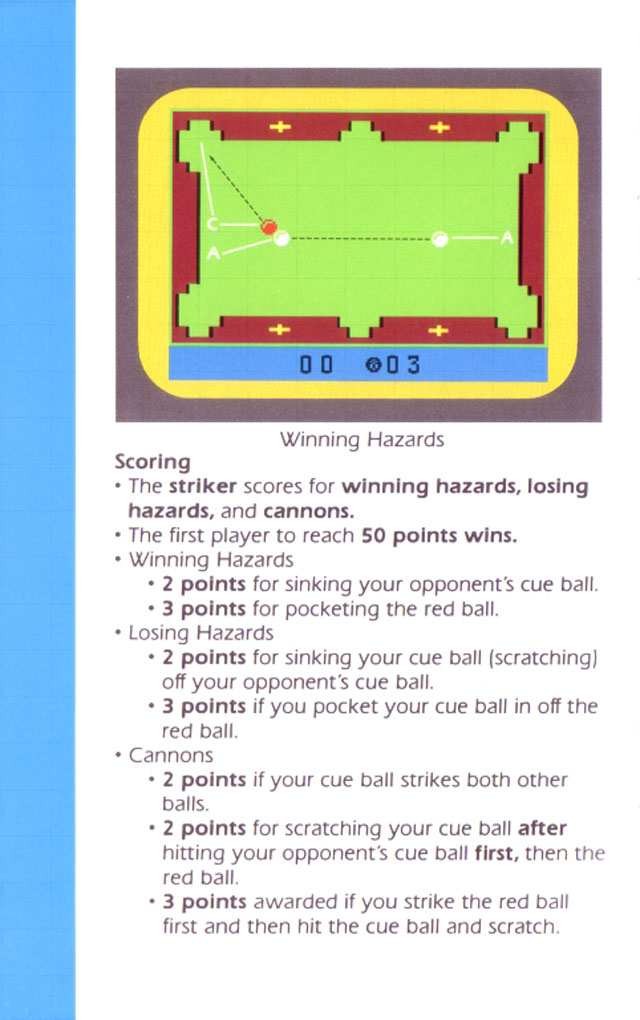 C
A
A
00 03
Winning Hazards
Scoring
• The striker scores for winning hazards, losing
hazards, and cannons.
• The first player to reach 50 points wins.
• Winning Hazards
• 2 points for sinking your opponent's cue ball.
• 3 points for pocketing the red ball.
• Losing Hazards
• 2 points for sinking your cue ball (scratching)
off your opponent's cue ball.
• 3 points if you pocket your cue ball in off the
red ball.
• Cannons
• 2 points if your cue ball strikes both other
balls.
• 2 points for scratching your cue ball after
hitting your opponent's cue ball first, then the
red ball.
• 3 points awarded if you strike the red ball
first and then hit the cue ball and scratch.